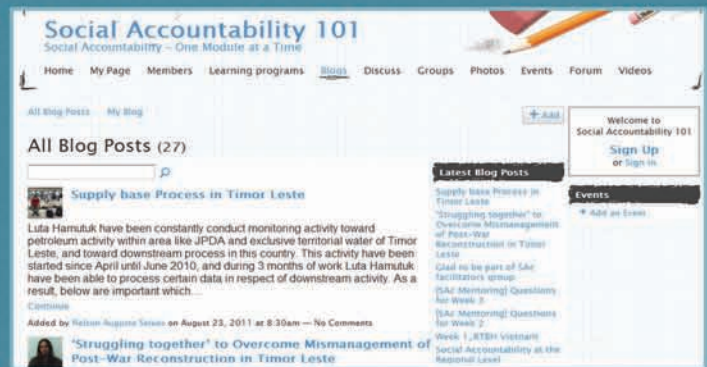 Social Accountability 101
Social Accountability – One Module at a Time
Home My Page Members Learning programs Blogs Discuss Groups Photos Events Forum Videos
All Blog Posts My Blog
+ Add
All Blog Posts (27)
Supply base Process in Timor Leste
Luta Hamutuk have been constantly conduct monitoring activity toward
petroleum activity within area like JPDA and exclusive territorial water of Timor
Leste, and toward downstream process in this country. This activity have been
started since April until June 2010, and during 3 months of work Luta Hamutuk
have been able to process certain data in respect of downstream activity. As a
result, below are important which…
Continue
Added by Augusto on August 23, 2011 at 8:30am — No Comments
'Struggling together' to Overcome Mismanagement of
Post-War Reconstruction in Timor Leste
Latest Blog Posts
Supply base Process in
Timor Leste
'Struggling together' to
Overcome Mismanagement
of Post-War
Reconstruction in Timor
Leste
Glad to be part of SAc
facilitators group
[SAc Mentoring] Questions
for Week 3
[SAc Mentoring] Questions
for Week 2
Week 1_RTBH Vietnam
Social Accountability at the
Regional Level
Welcome to
Social Accountability 101
Sign Up
or Sign In
Events
+ Add an Event